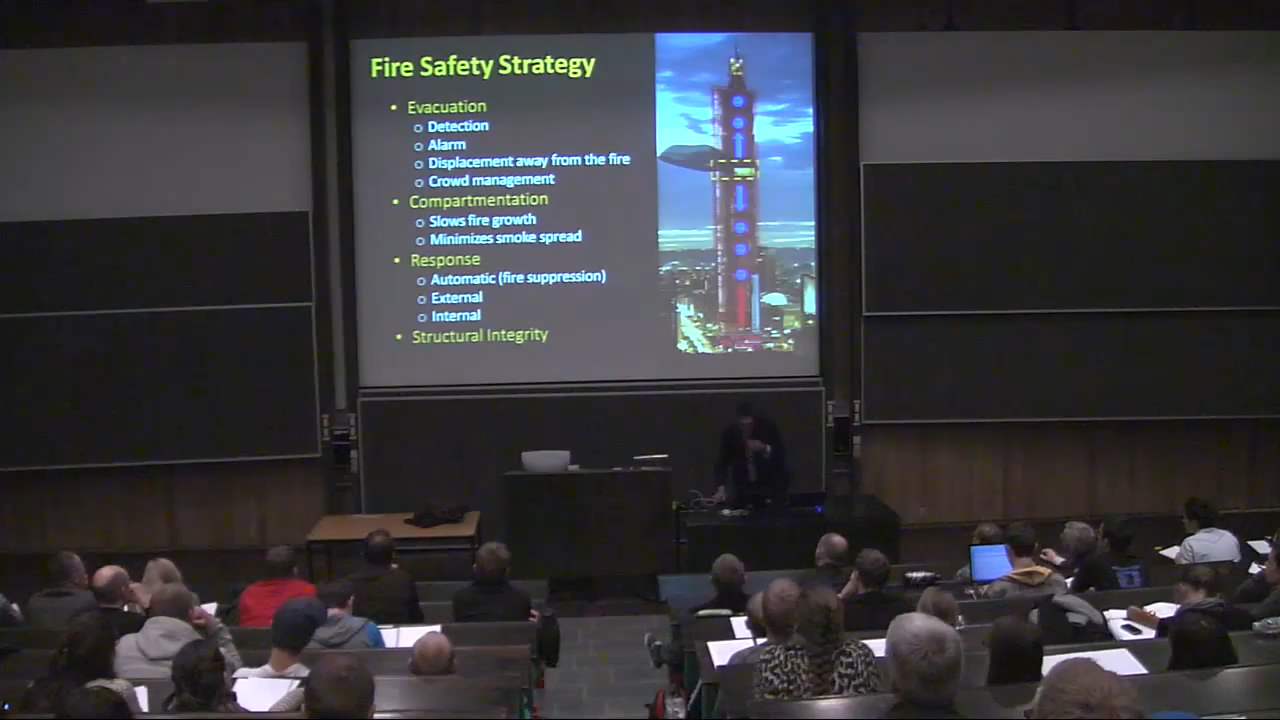 Fire Safety Strategy
• Evacuation
○ Detection
○ Alarm
○ Displacement away from the fire
○ Crowd management
• Compartmentation
○ Slows fire growth
○ Minimizes smoke spread
• Response
○ Automatic (fire suppression)
○ External
○ Internal
• Structural Integrity